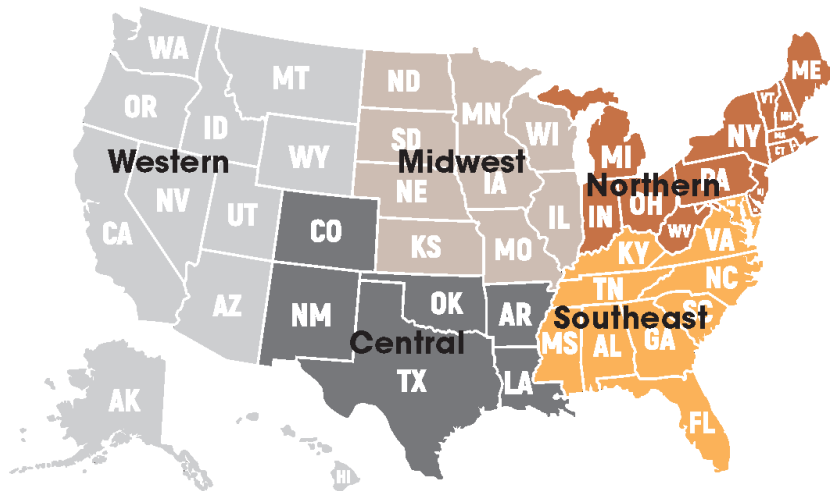 WA
MT
ND
MN
ME
VT
NH
OR
ID
SD
WI
NY
MA
CT
WY
MI
Western
Midwest
Northern
NE
IA
PA
NV
UT
IL
IN
OH
NJ
CA
CO
KS
MO
WV
VA
KY
NC
TN
AZ
NM
OK
AR
SC
Southeast
Central
MS
AL
GA
TX
LA
AK
FL
HI